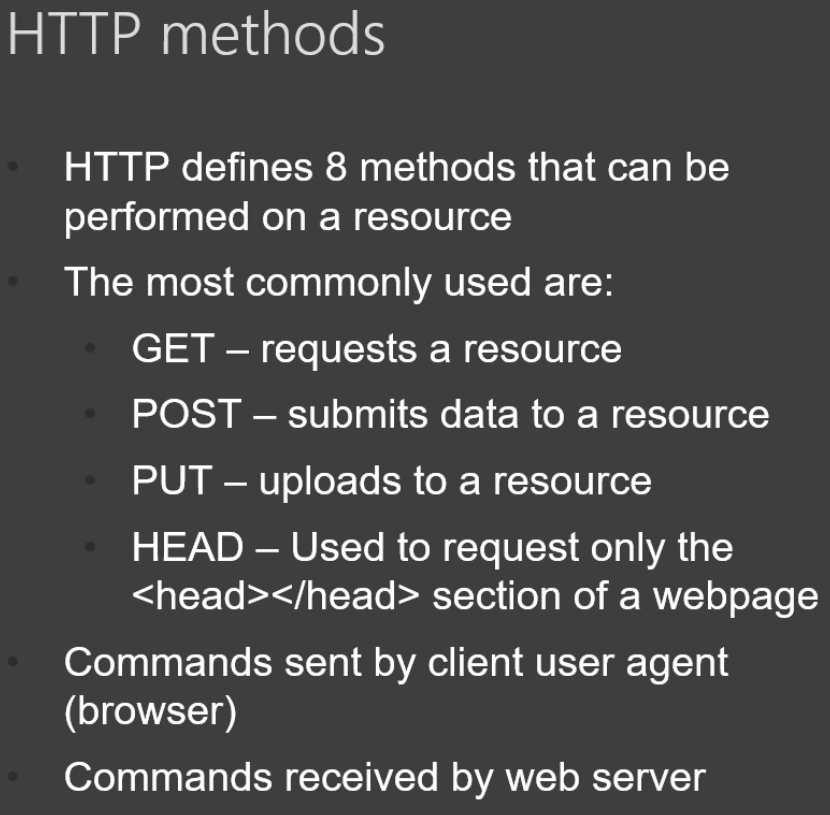 HTTP methods
• HTTP defines 8 methods that can be
performed on a resource
• The most commonly used are:
• GET – requests a resource
• POST – submits data to a resource
• PUT – uploads to a resource
• HEAD – Used to request only the
<head></head> section of a webpage
• Commands sent by client user agent
(browser)
• Commands received by web server